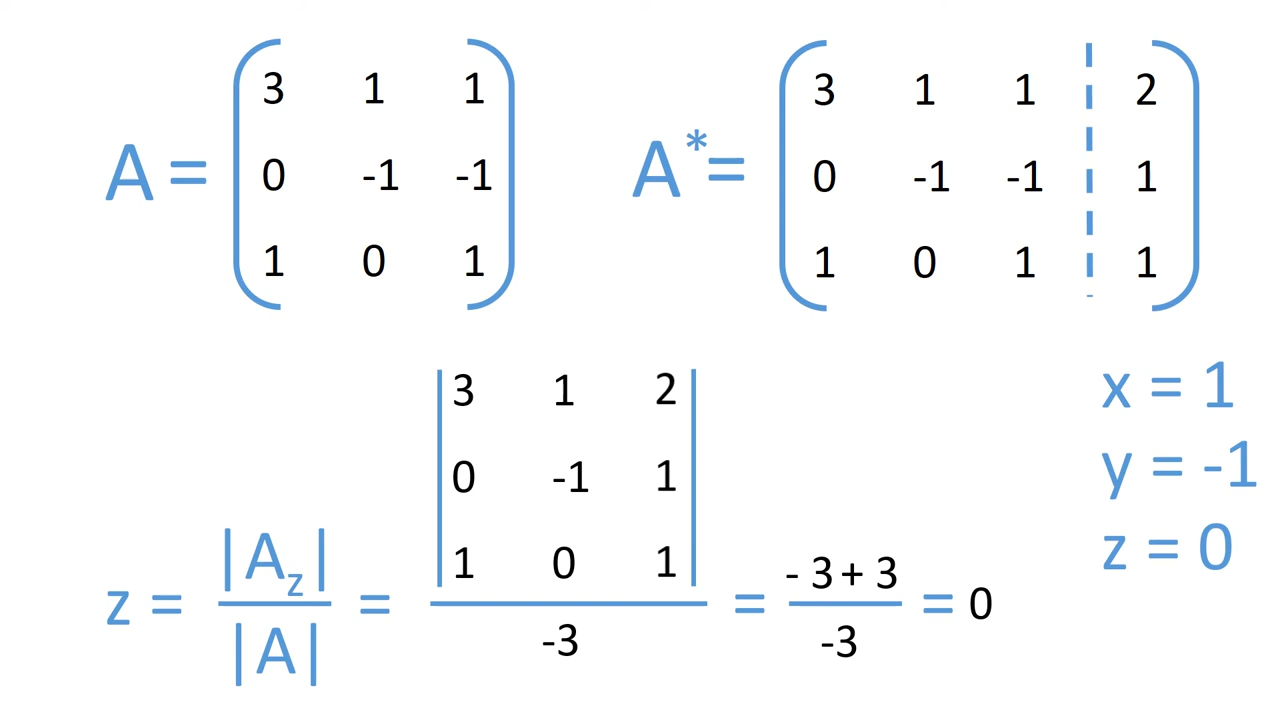 A = 3 1 1 A* = 3 1 1 2
0 -1 -1 0 -1 -1 1
1 0 1 1 0 1 1
3 1 2
0 -1 1
1 0 1
z = |Az| / |A| = -3 = - 3 + 3 / -3 = 0
x = 1
y = -1
z = 0